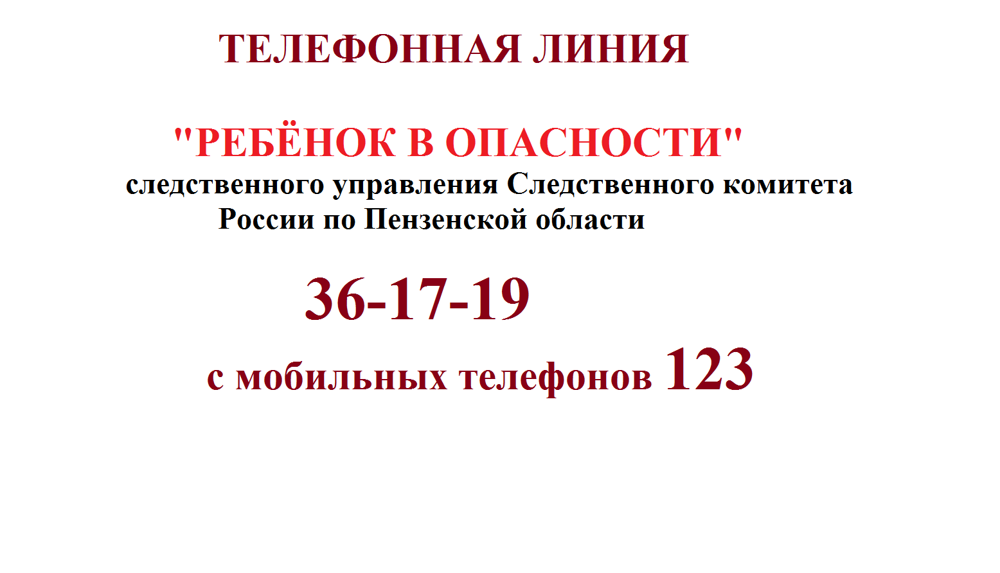 ТЕЛЕФОННАЯ ЛИНИЯ
"РЕБЁНОК В ОПАСНОСТИ"
следственного управления Следственного комитета
России по Пензенской области
36-17-19
с мобильных телефонов 123